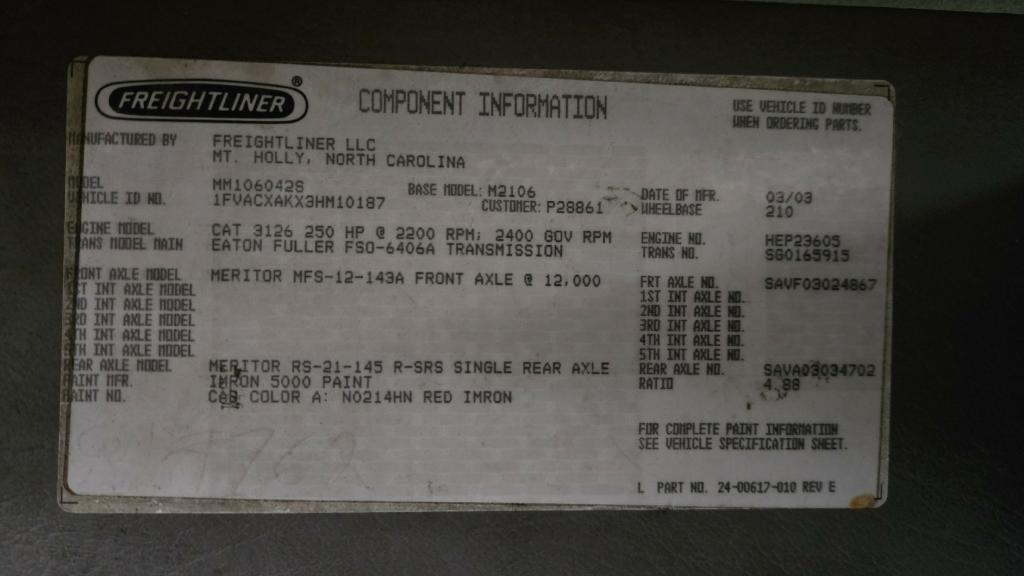 FREIGHTLINER ®
COMPONENT INFORMATION
USE VEHICLE ID NUMBER
WHEN ORDERING PARTS.
MANUFACTURED BY FREIGHTLINER LLC
MT. HOLLY, NORTH CAROLINA
MODEL MM106042S BASE MODEL: M2106 DATE OF MFR. 03/03
VEHICLE ID NO. 1FVACXAKX3HM10187 CUSTOMER: P28861 WHEELBASE 210
ENGINE MODEL CAT 3126 250 HP @ 2200 RPM; 2400 GOV RPM ENGINE NO. HEP23605
TRANS MODEL MAIN EATON FULLER FSO-6406A TRANSMISSION TRANS NO. SG0165915
FRONT AXLE MODEL MERITOR MFS-12-143A FRONT AXLE @ 12,000 FRT AXLE NO. SAVF03024867
1ST INT AXLE MODEL 1ST INT AXLE NO.
2ND INT AXLE MODEL 2ND INT AXLE NO.
3RD INT AXLE MODEL 3RD INT AXLE NO.
4TH INT AXLE MODEL 4TH INT AXLE NO.
5TH INT AXLE MODEL 5TH INT AXLE NO.
REAR AXLE MODEL MERITOR RS-21-145 R-SRS SINGLE REAR AXLE REAR AXLE NO. SAVA03034702
PAINT MFR. IMRON 5000 PAINT RATIO 4.88
PAINT NO. CAB COLOR A: N0214HN RED IMRON
FOR COMPLETE PAINT INFORMATION
SEE VEHICLE SPECIFICATION SHEET.
L PART NO. 24-00617-010 REV E